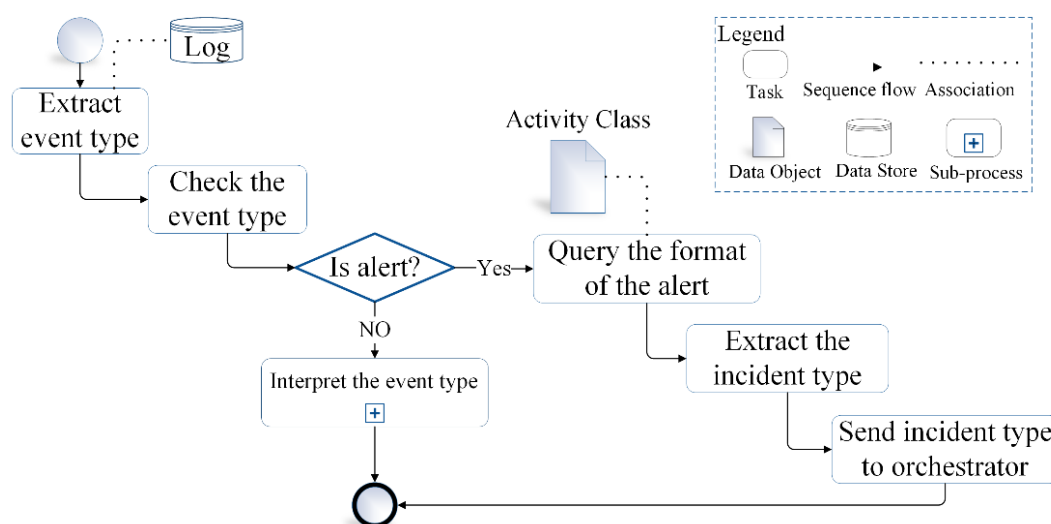 Log
Extract
event type
Check the
event type
Is alert?
Yes
NO
Interpret the event type
Activity Class
Query the format
of the alert
Extract the
incident type
Send incident type
to orchestrator
Legend
Task
Sequence flow
Association
Data Object
Data Store
Sub-process